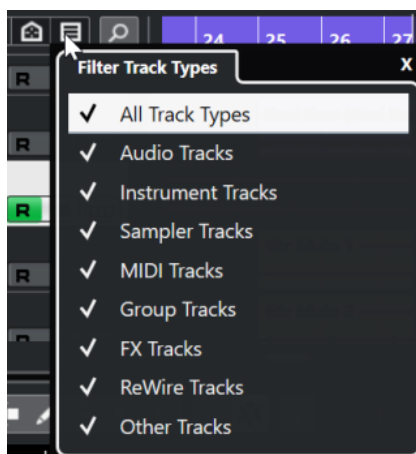 24 25 26 27
Filter Track Types X
R
All Track Types
Audio Tracks
R
Instrument Tracks
R
Sampler Tracks
MIDI Tracks
R
Group Tracks
FX Tracks
ReWire Tracks
Other Tracks